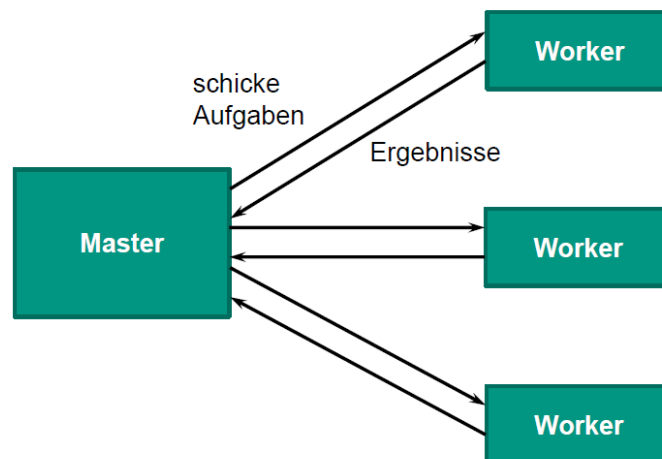 Worker
schicke
Aufgaben
Ergebnisse
Master
Worker
Worker